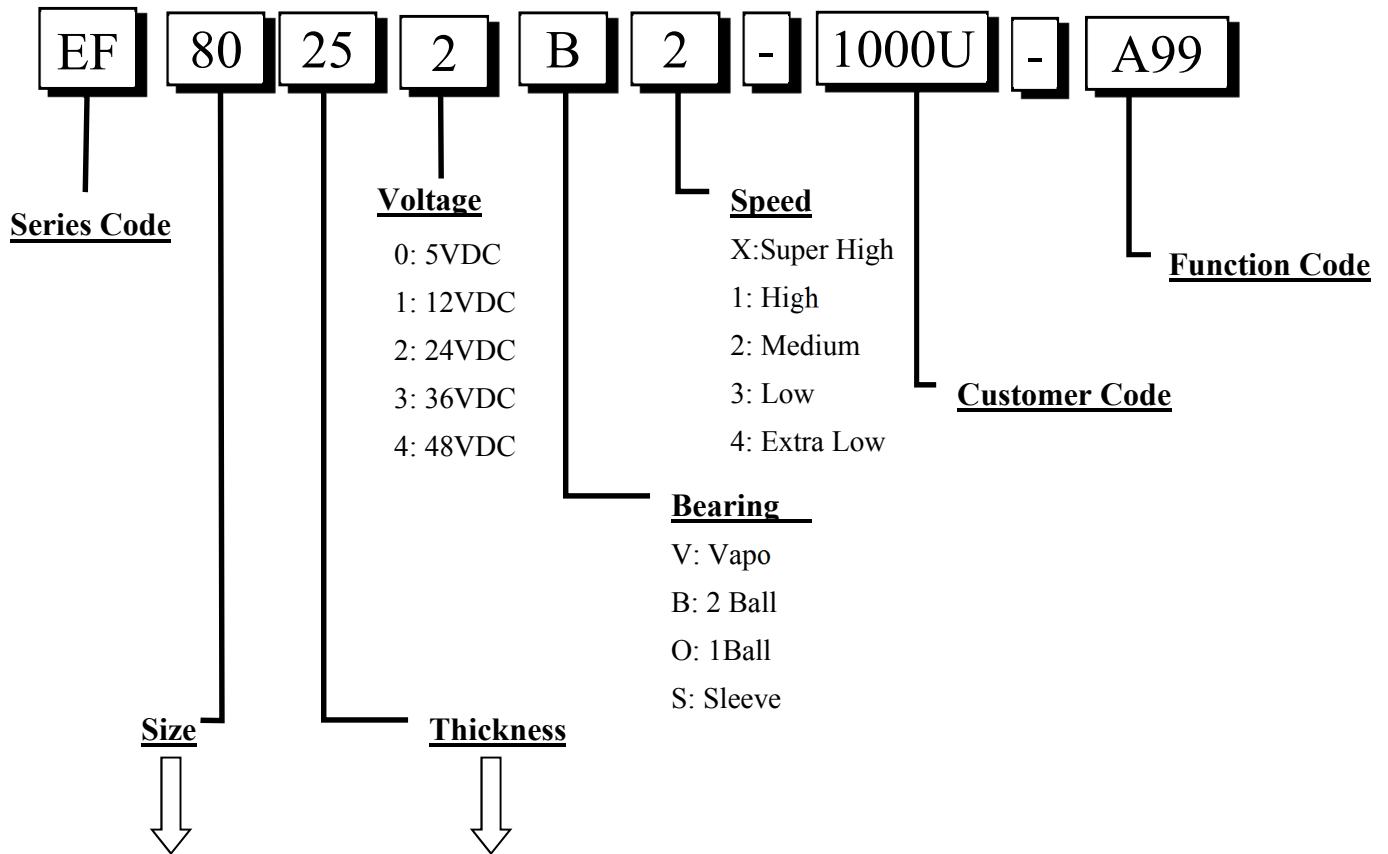 EF 80 25 2 B 2 - 1000U - A99
Series Code
Voltage
0: 5VDC
1: 12VDC
2: 24VDC
3: 36VDC
4: 48VDC
Speed
X:Super High
1: High
2: Medium
3: Low
4: Extra Low
Function Code
Customer Code
Bearing
V: Vapo
B: 2 Ball
O: 1Ball
S: Sleeve
Size
Thickness